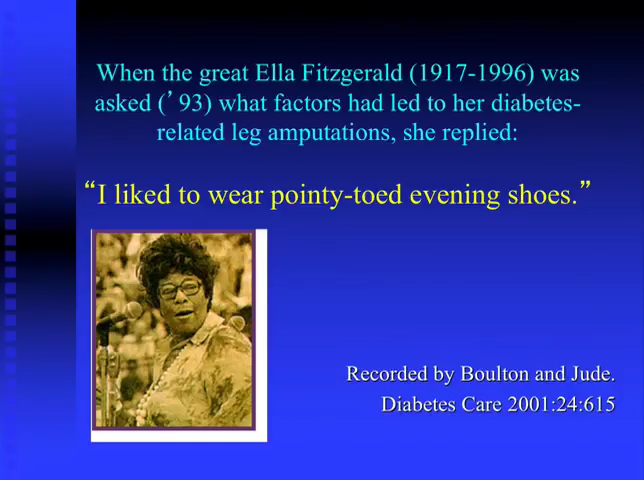 When the great Ella Fitzgerald (1917-1996) was
asked (’93) what factors had led to her diabetes-
related leg amputations, she replied:
“I liked to wear pointy-toed evening shoes.”
Recorded by Boulton and Jude.
Diabetes Care 2001:24:615